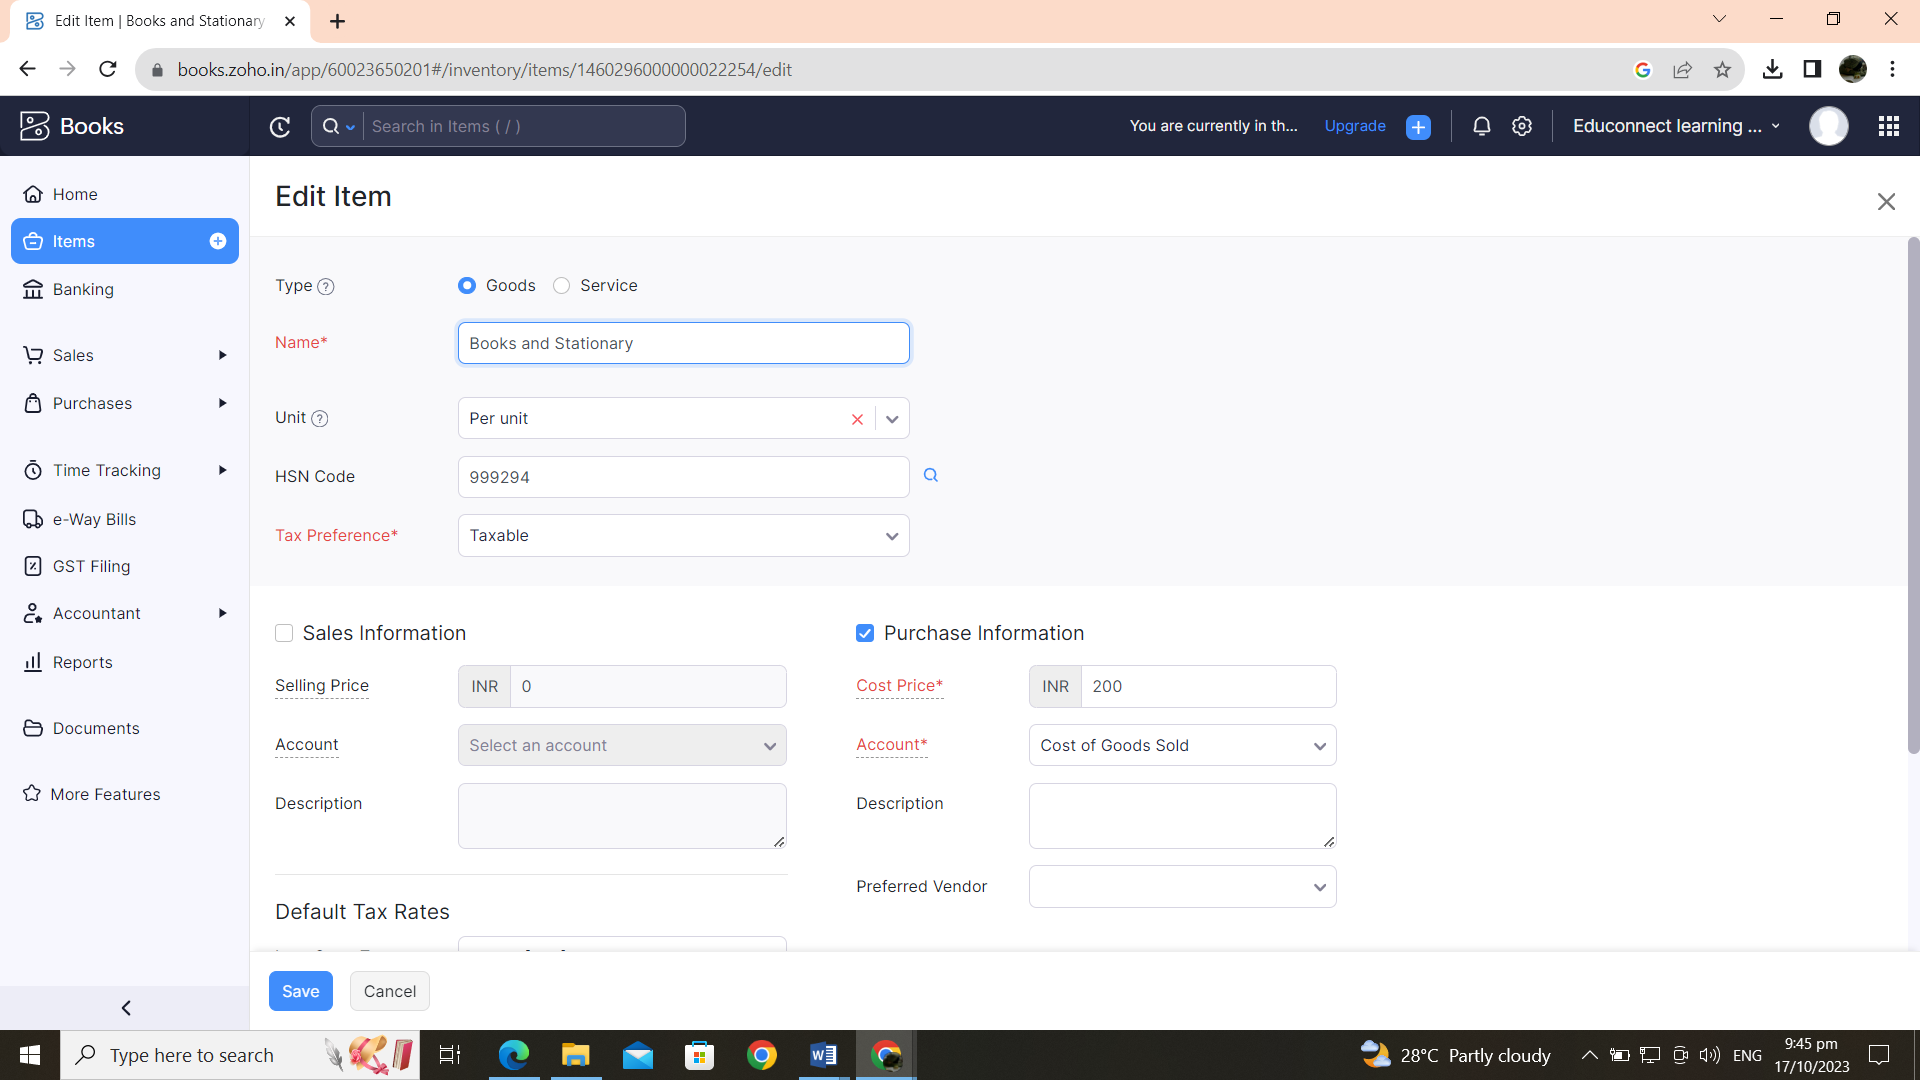 Edit Item | Books and Stationary
books.zoho.in/app/60023650201#/inventory/items/1460296000000022254/edit
Books
Search in Items ( / )
You are currently in th...
Upgrade
Educonnect learning ...
Home
Items
Banking
Sales
Purchases
Time Tracking
e-Way Bills
GST Filing
Accountant
Reports
Documents
More Features
Edit Item
Type
Goods
Service
Name*
Books and Stationary
Unit
Per unit
HSN Code
999294
Tax Preference*
Taxable
Sales Information
Selling Price
INR
0
Account
Select an account
Description
Purchase Information
Cost Price*
INR
200
Account*
Cost of Goods Sold
Description
Preferred Vendor
Default Tax Rates
Save
Cancel
Type here to search
28°C Partly cloudy
ENG
9:45 pm
17/10/2023